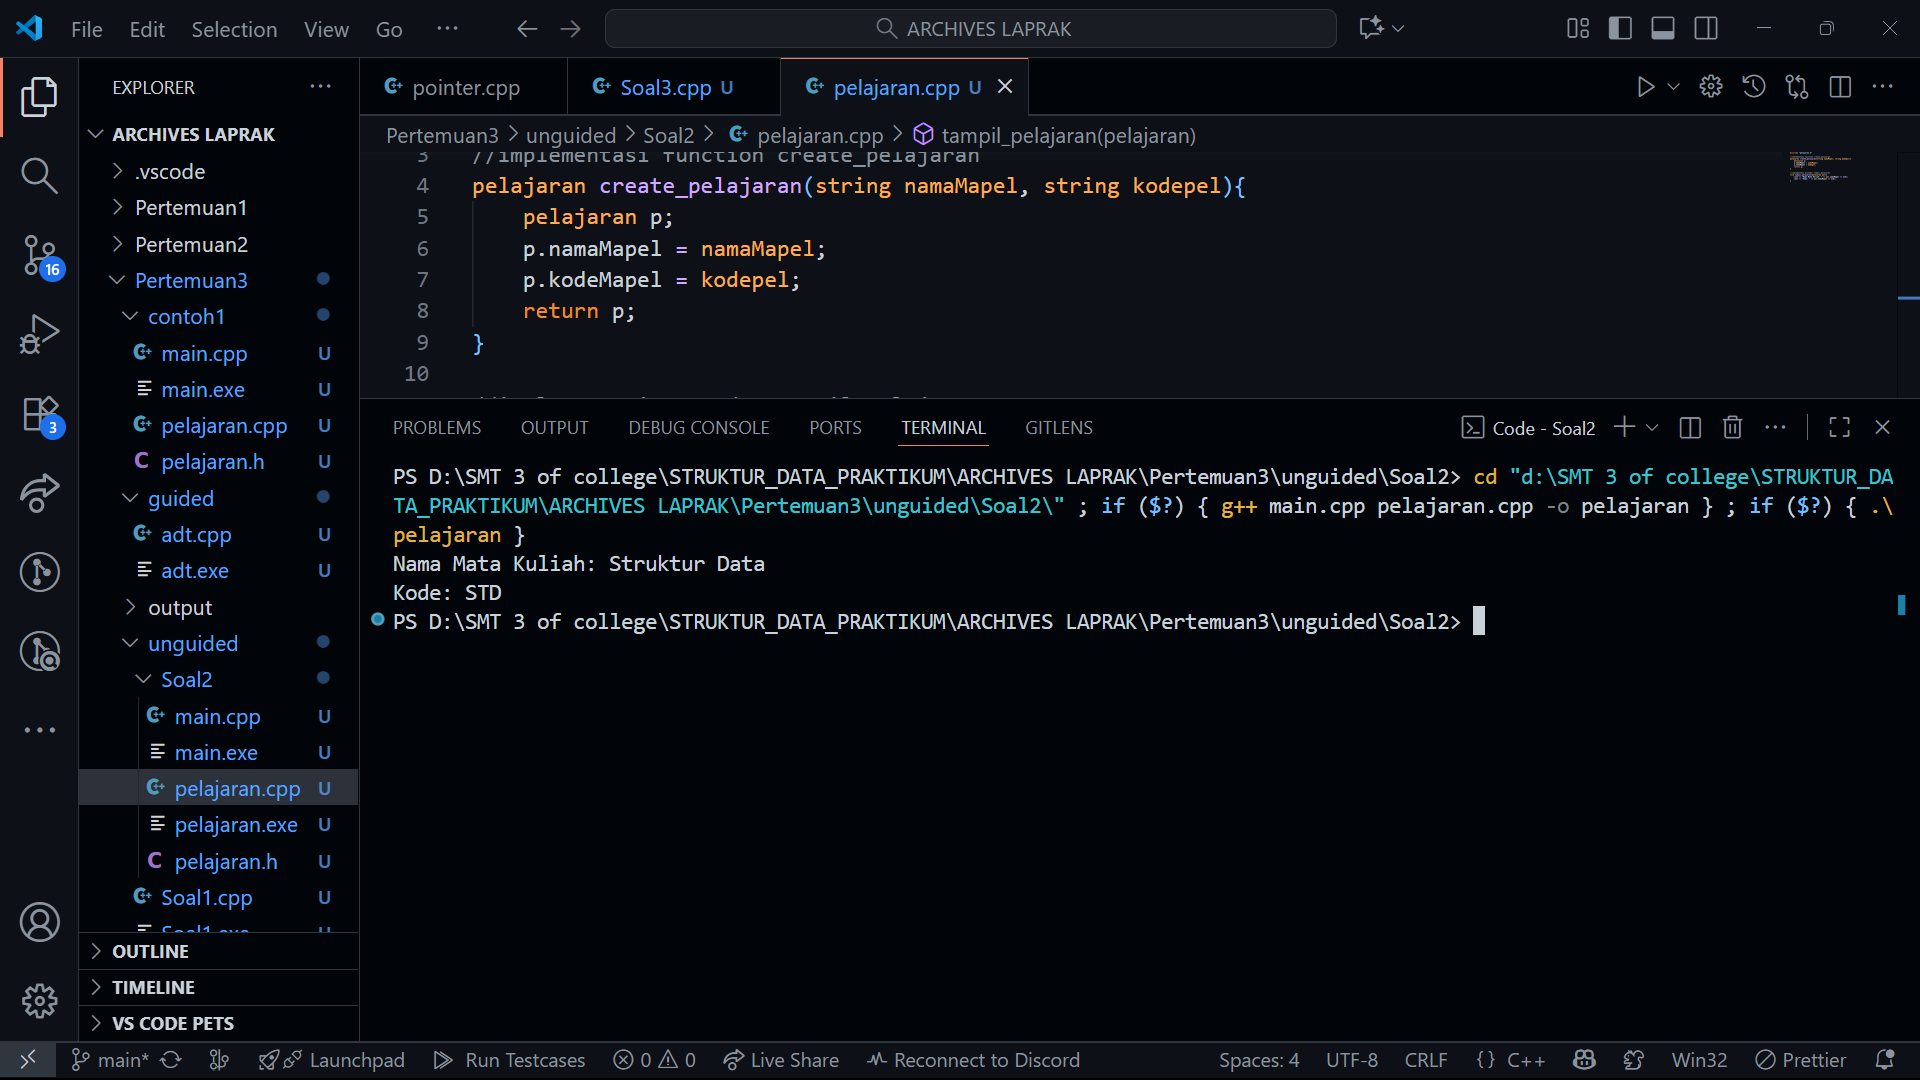 File Edit Selection View Go
ARCHIVES LAPRAK
EXPLORER
ARCHIVES LAPRAK
.vscode
Pertemuan1
Pertemuan2
Pertemuan3
contoh1
main.cpp U
main.exe U
pelajaran.cpp U
pelajaran.h U
guided
adt.cpp U
adt.exe U
output
unguided
Soal2
main.cpp U
main.exe U
pelajaran.cpp U
pelajaran.exe U
pelajaran.h U
Soal1.cpp U
Soal1.exe U
OUTLINE
TIMELINE
VS CODE PETS
16
3
pointer.cpp
Soal3.cpp U
pelajaran.cpp U
Pertemuan3 > unguided > Soal2 > pelajaran.cpp > tampil_pelajaran(pelajaran)
3 //implementasi function create_pelajaran
4 pelajaran create_pelajaran(string namaMapel, string kodepel){
5 pelajaran p;
6 p.namaMapel = namaMapel;
7 p.kodeMapel = kodepel;
8 return p;
9 }
10
PROBLEMS OUTPUT DEBUG CONSOLE PORTS TERMINAL GITLENS
Code - Soal2
PS D:\SMT 3 of college\STRUKTUR_DATA_PRAKTIKUM\ARCHIVES LAPRAK\Pertemuan3\unguided\Soal2> cd "d:\SMT 3 of college\STRUKTUR_DA
TA_PRAKTIKUM\ARCHIVES LAPRAK\Pertemuan3\unguided\Soal2\" ; if ($?) { g++ main.cpp pelajaran.cpp -o pelajaran } ; if ($?) { .\
pelajaran }
Nama Mata Kuliah: Struktur Data
Kode: STD
PS D:\SMT 3 of college\STRUKTUR_DATA_PRAKTIKUM\ARCHIVES LAPRAK\Pertemuan3\unguided\Soal2>
main* Launchpad Run Testcases 0 0 Live Share Reconnect to Discord Spaces: 4 UTF-8 CRLF {} C++ Win32 Prettier